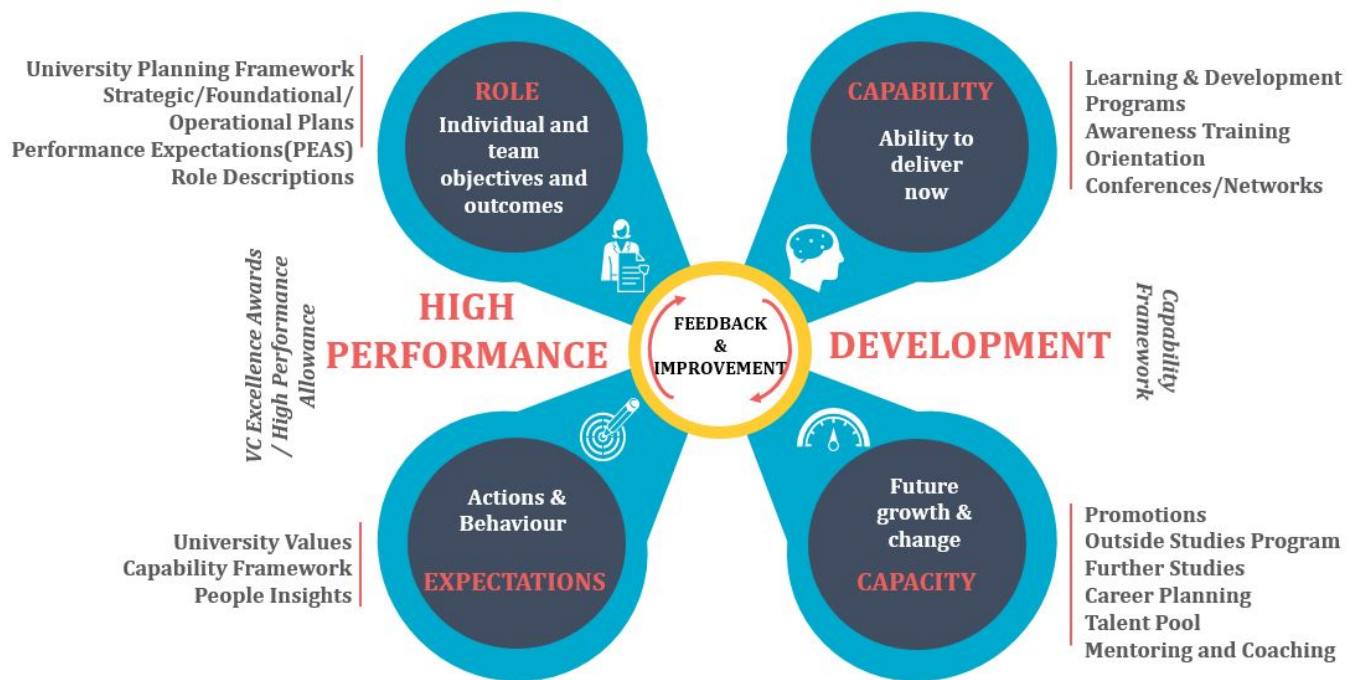 University Planning Framework
Strategic/Foundational/
Operational Plans
Performance Expectations(PEAS)
Role Descriptions
ROLE
Individual and
team
objectives and
outcomes
CAPABILITY
Ability to
deliver
now
Learning & Development
Programs
Awareness Training
Orientation
Conferences/Networks
VC Excellence Awards
/ High Performance
Allowance
HIGH
PERFORMANCE
FEEDBACK
&
IMPROVEMENT
DEVELOPMENT
Capability
Framework
University Values
Capability Framework
People Insights
Actions &
Behaviour
EXPECTATIONS
Future
growth &
change
CAPACITY
Promotions
Outside Studies Program
Further Studies
Career Planning
Talent Pool
Mentoring and Coaching